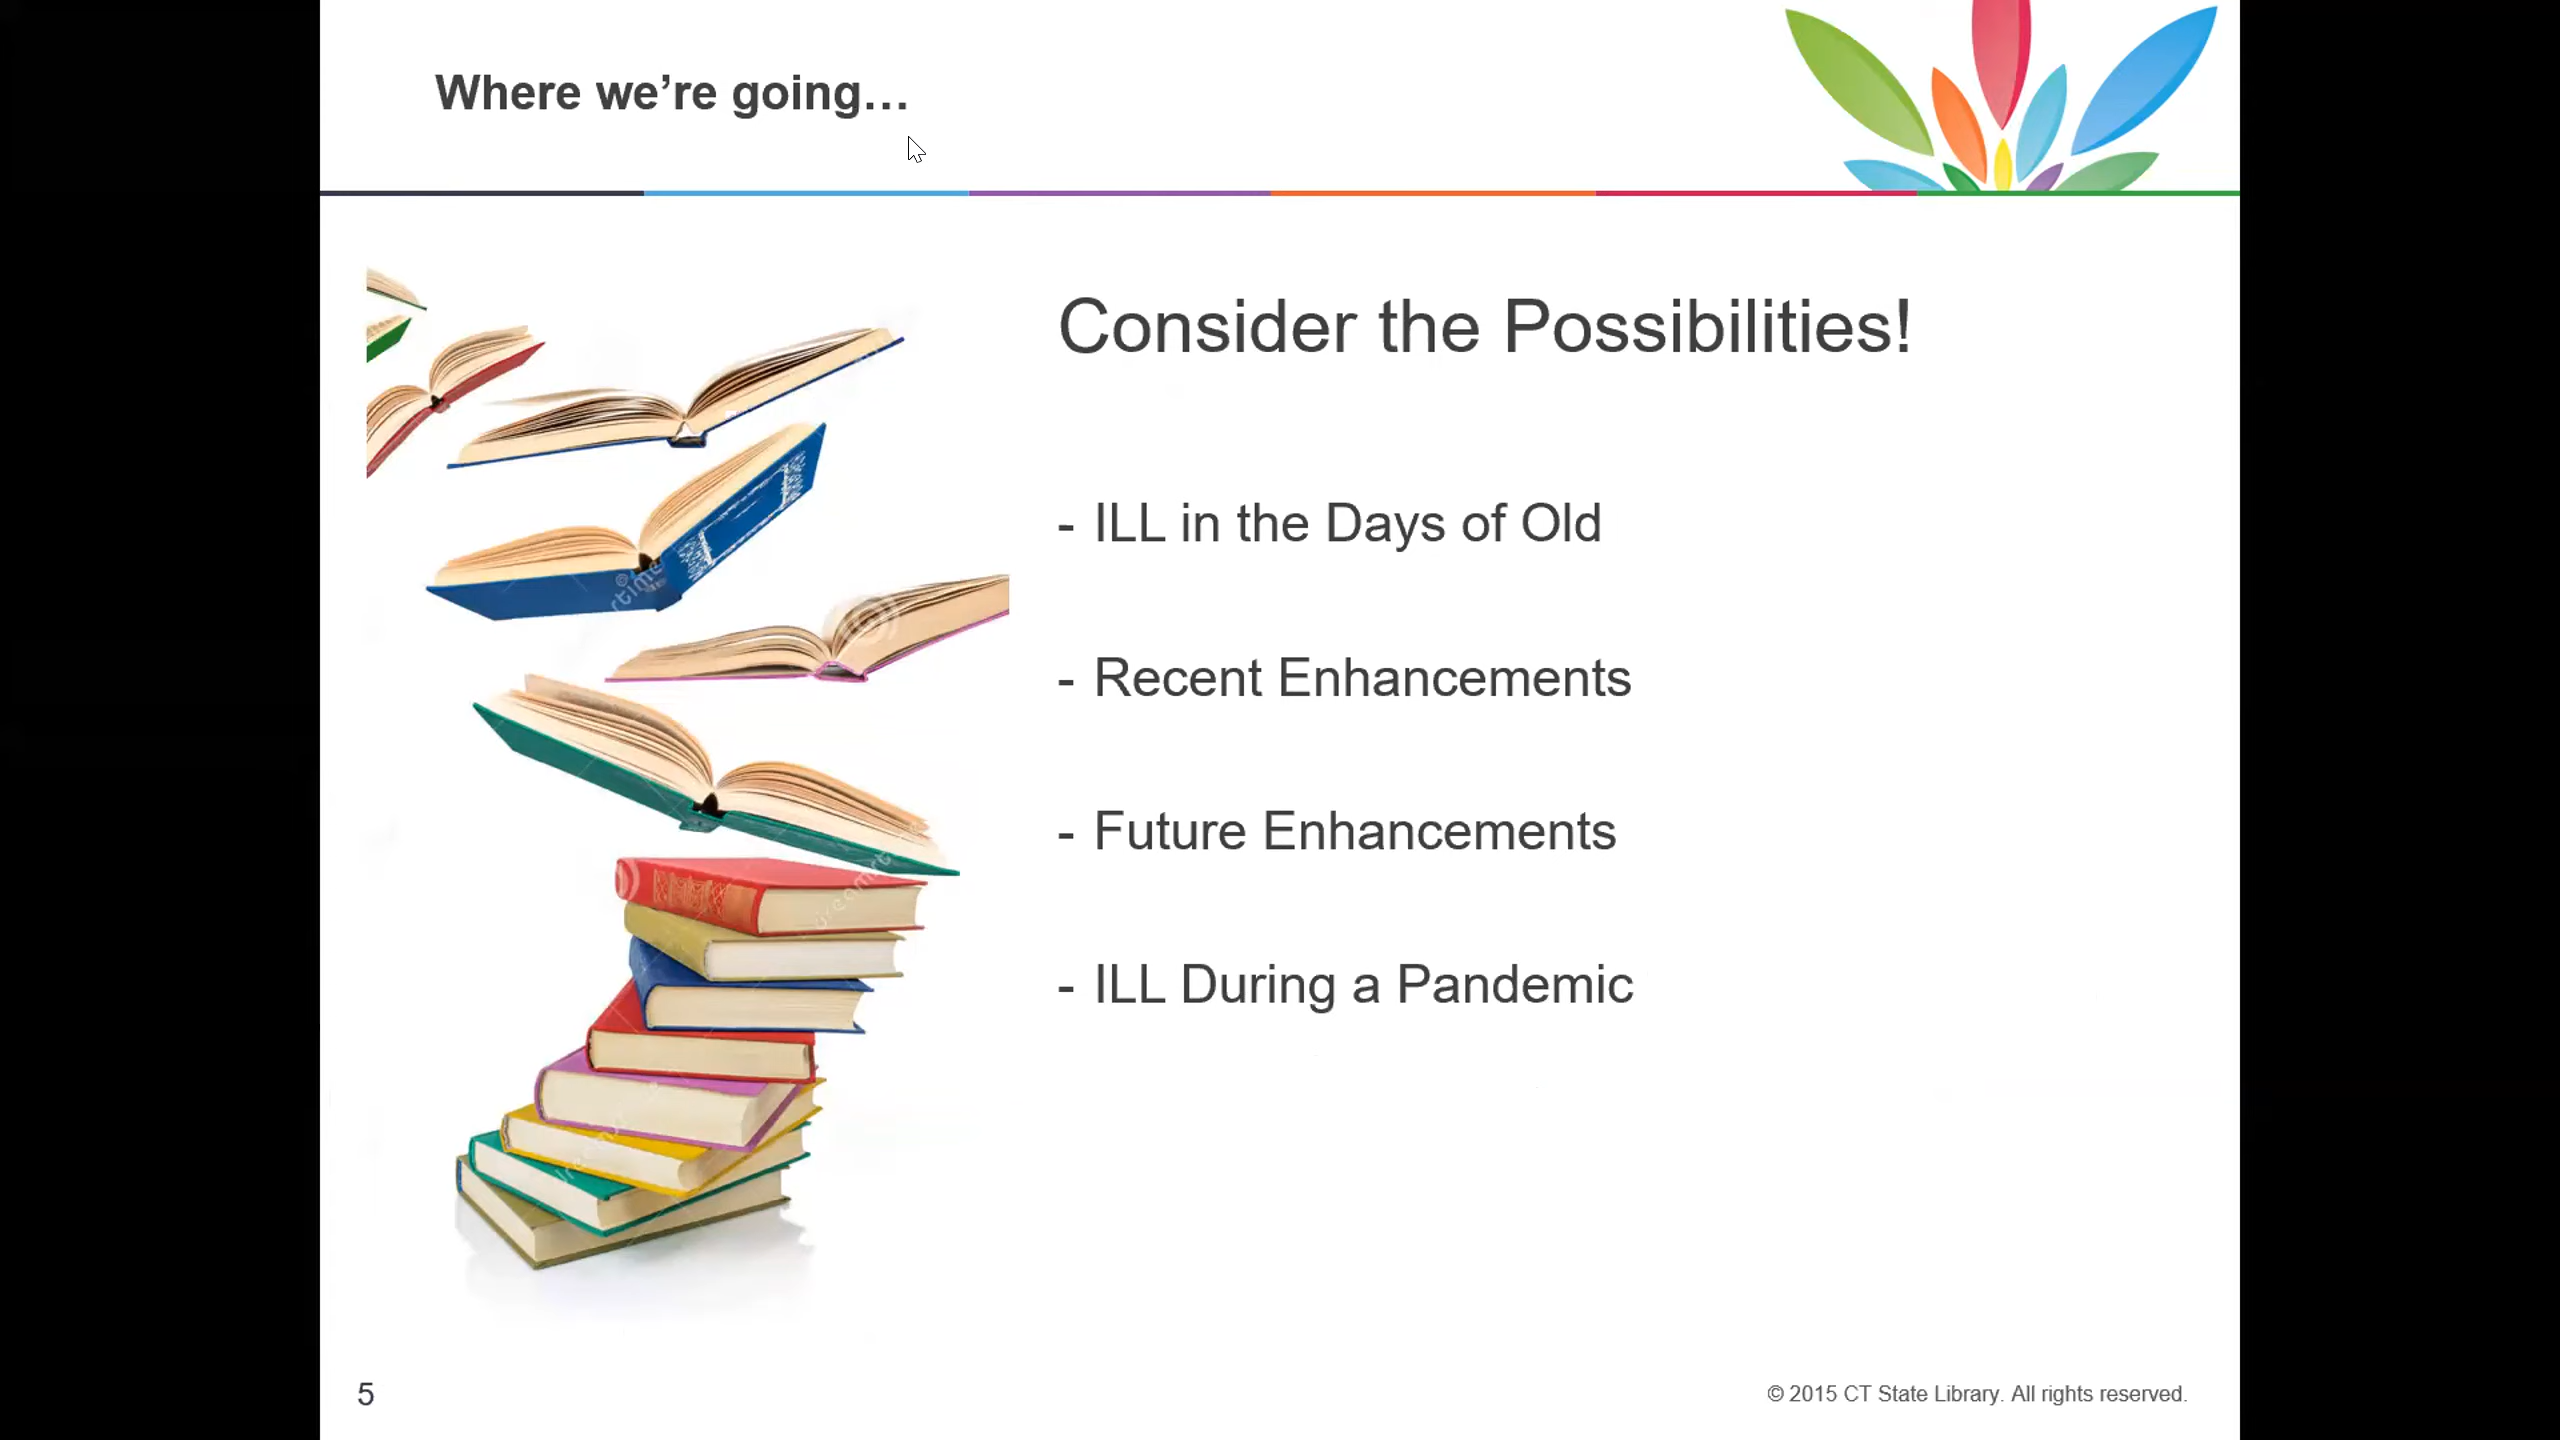 Where we’re going…
Consider the Possibilities!
- ILL in the Days of Old
- Recent Enhancements
- Future Enhancements
- ILL During a Pandemic
5
© 2015 CT State Library. All rights reserved.